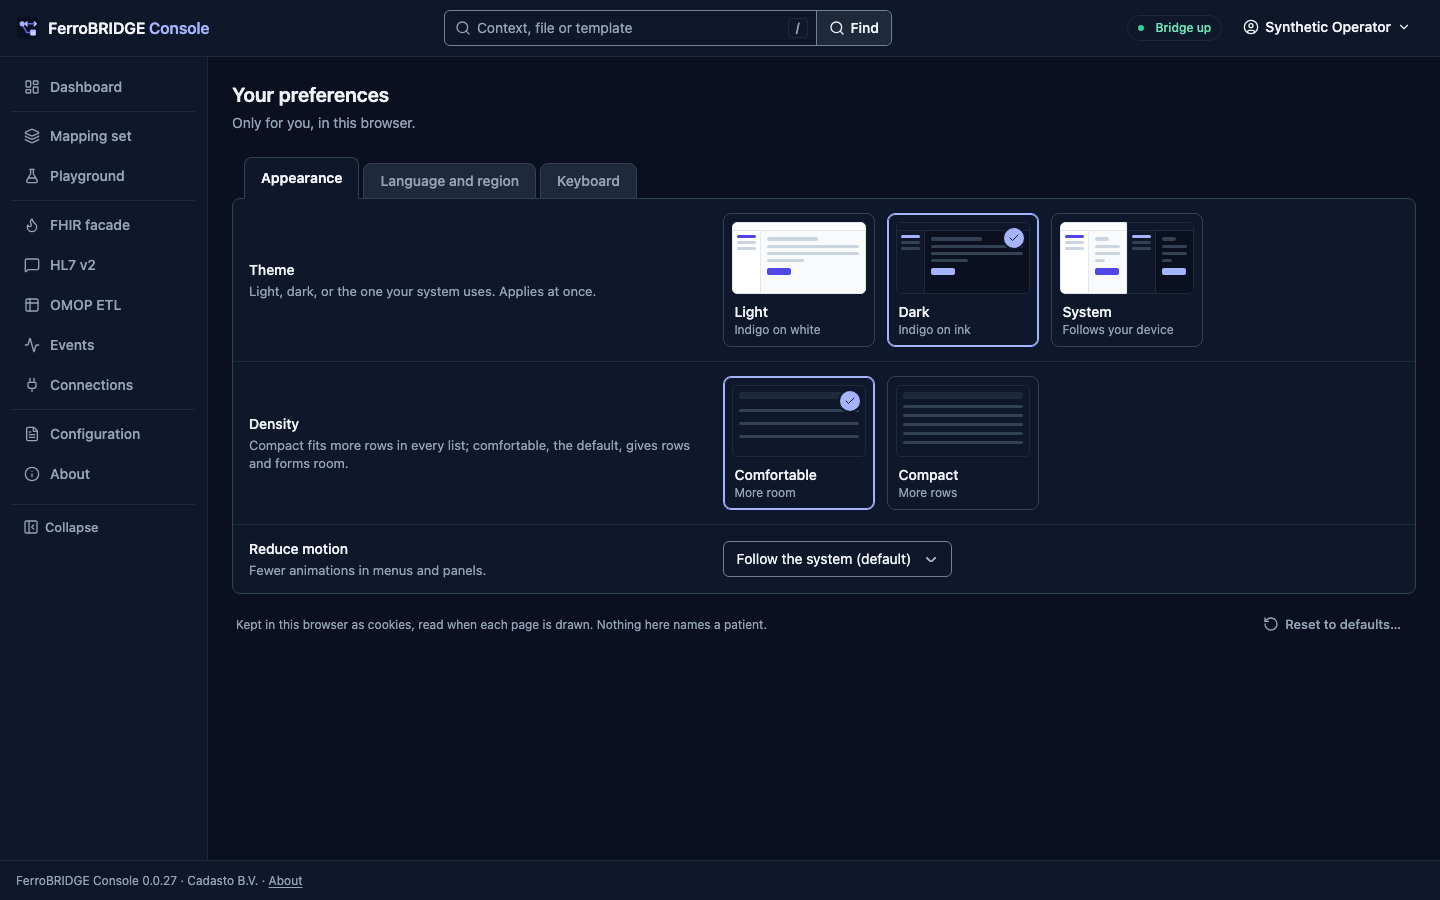 FerroBRIDGE Console
Context, file or template
/
Find
Bridge up
Synthetic Operator
Dashboard
Mapping set
Playground
FHIR facade
HL7 v2
OMOP ETL
Events
Connections
Configuration
About
Collapse
Your preferences
Only for you, in this browser.
Appearance
Language and region
Keyboard
Theme
Light, dark, or the one your system uses. Applies at once.
Light
Indigo on white
Dark
Indigo on ink
System
Follows your device
Density
Compact fits more rows in every list; comfortable, the default, gives rows
and forms room.
Comfortable
More room
Compact
More rows
Reduce motion
Fewer animations in menus and panels.
Follow the system (default)
Kept in this browser as cookies, read when each page is drawn. Nothing here names a patient.
Reset to defaults...
FerroBRIDGE Console 0.0.27 · Cadasto B.V. · About